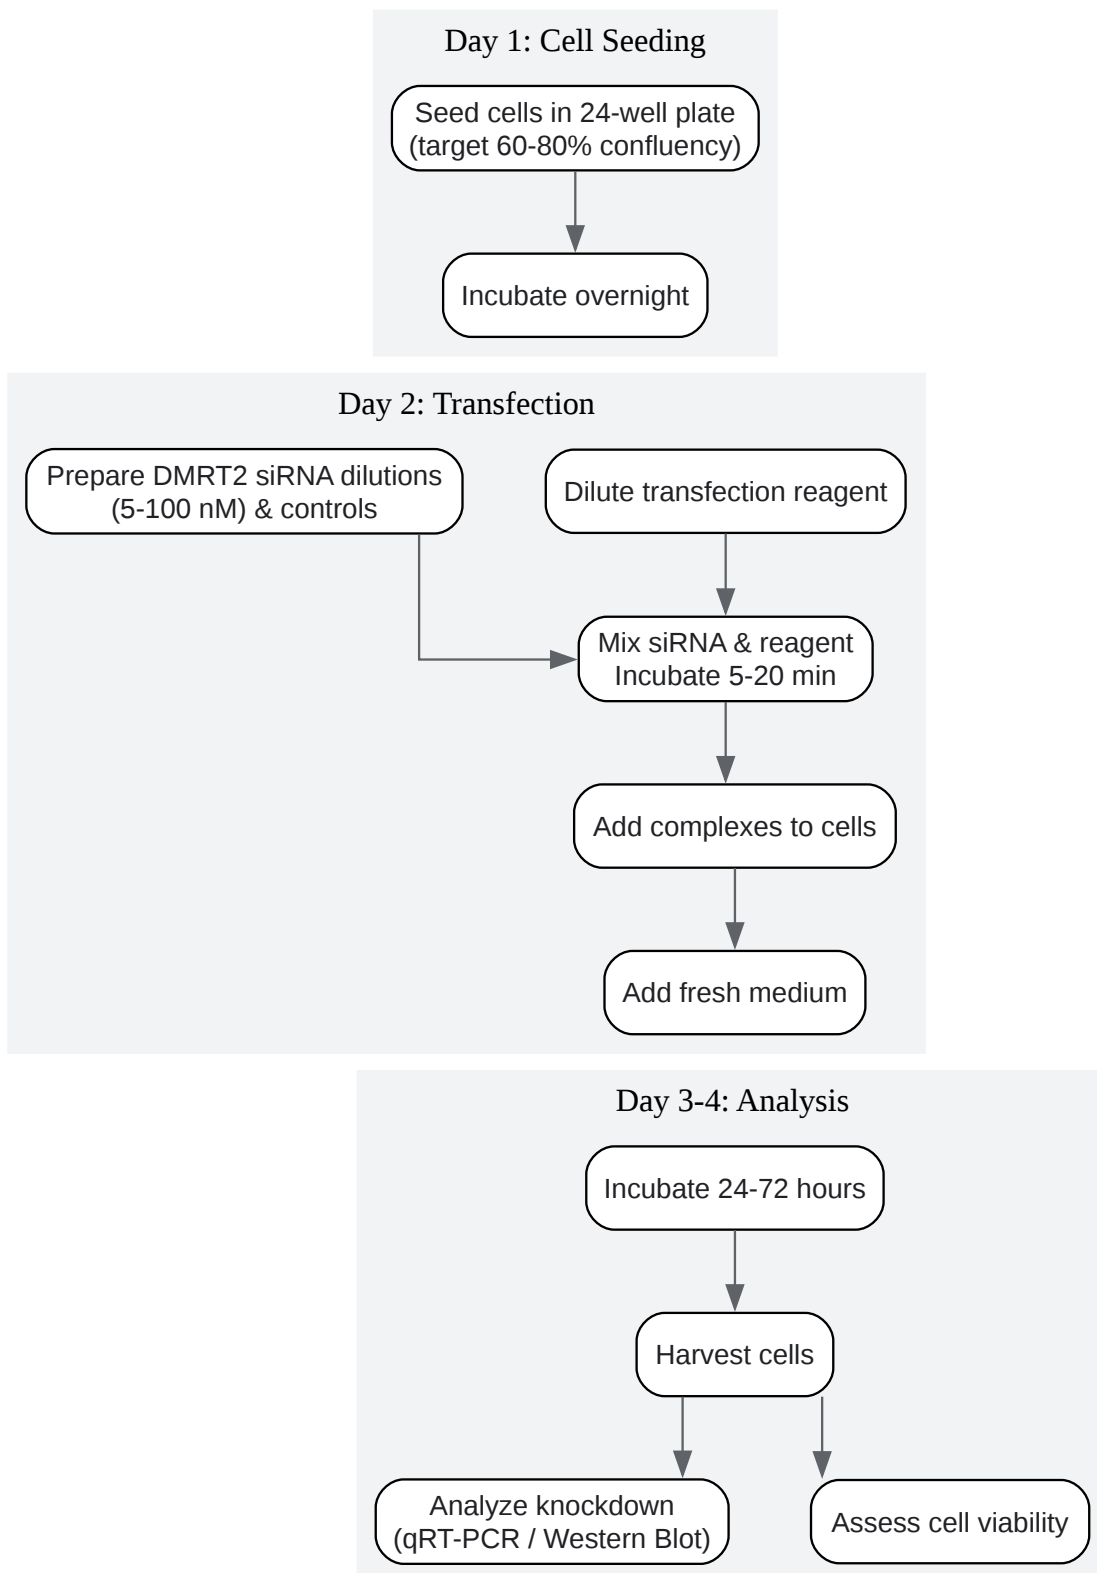 Day 1: Cell Seeding
Seed cells in 24-well plate
(target 60-80% confluency)
Incubate overnight
Day 2: Transfection
Prepare DMRT2 siRNA dilutions
(5-100 nM) & controls
Dilute transfection reagent
Mix siRNA & reagent
Incubate 5-20 min
Add complexes to cells
Add fresh medium
Day 3-4: Analysis
Incubate 24-72 hours
Harvest cells
Analyze knockdown
(qRT-PCR / Western Blot)
Assess cell viability